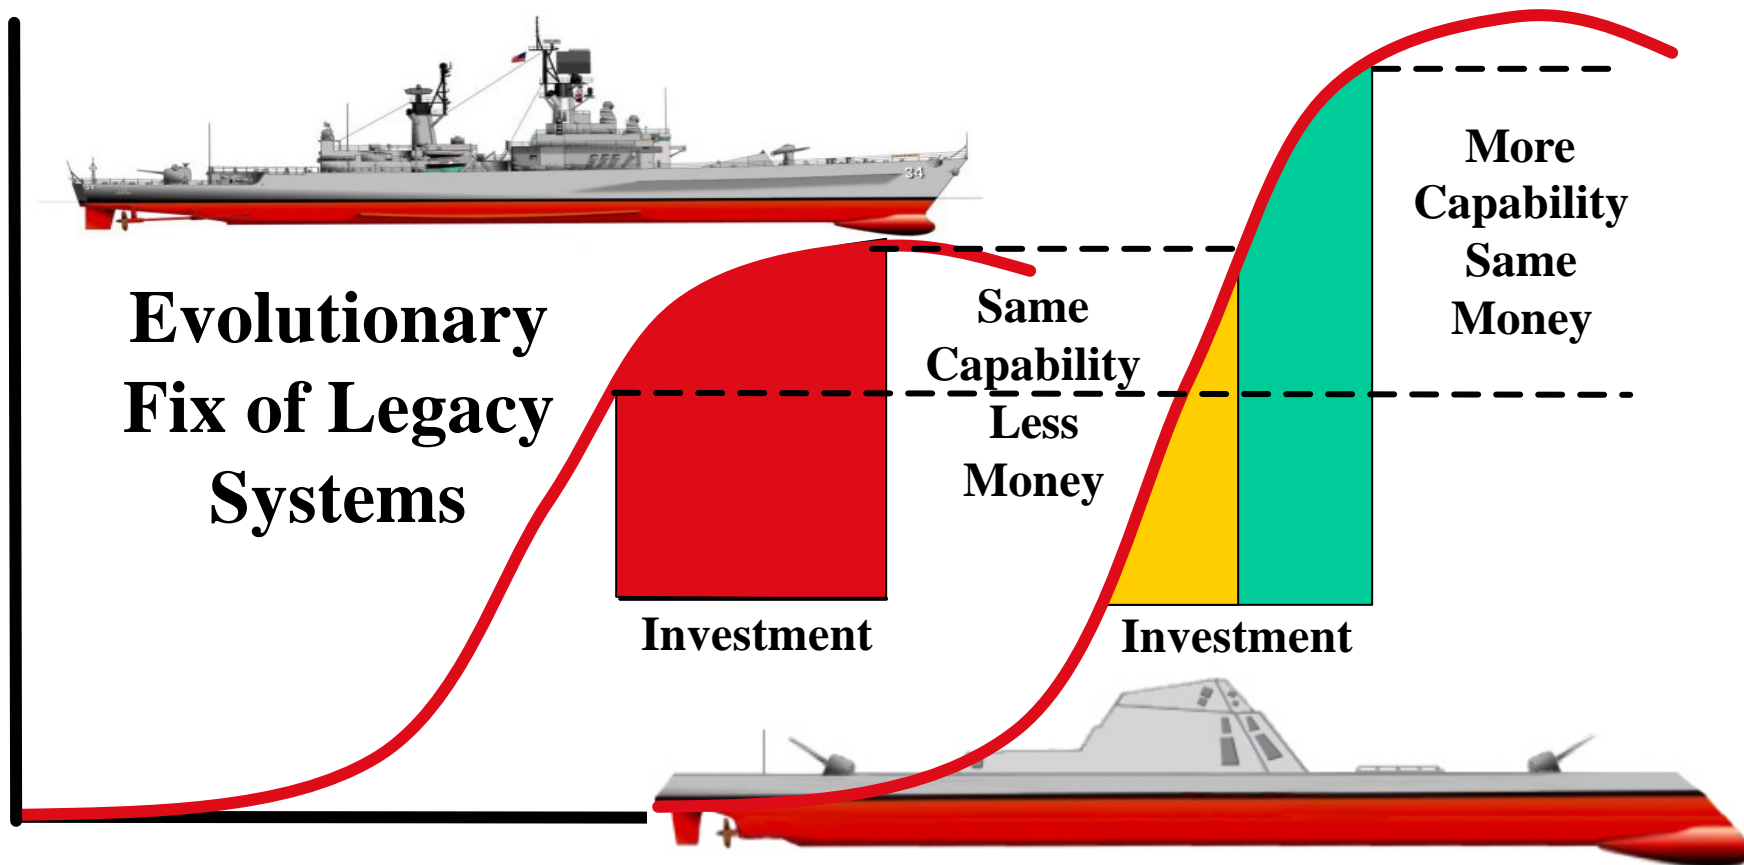 34
Evolutionary
Fix of Legacy
Systems
Same
Capability
Less
Money
More
Capability
Same
Money
Investment
Investment